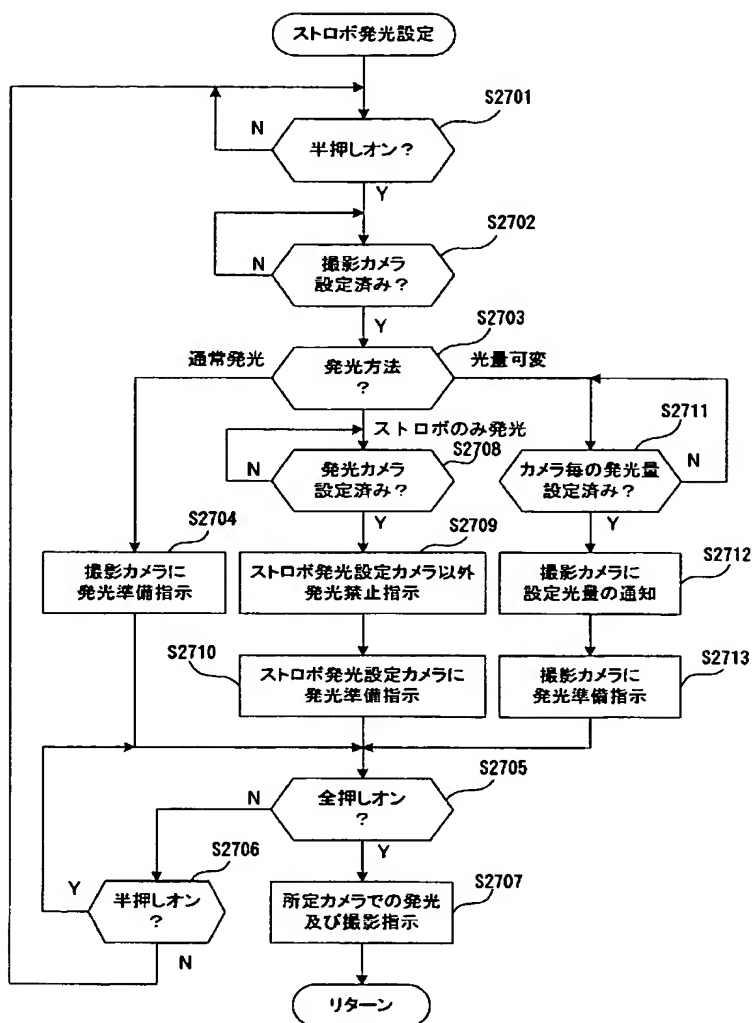 ストロボ発光設定
S2701
N
半押しオン?
Y
S2702
N
撮影カメラ
設定済み?
Y
S2703
通常発光
発光方法
?
光量可変
ストロボのみ発光
S2708
S2711
N
発光カメラ
設定済み?
カメラ毎の発光量
設定済み?
N
Y
Y
S2704
S2709
S2712
撮影カメラに
発光準備指示
ストロボ発光設定カメラ以外
発光禁止指示
撮影カメラに
設定光量の通知
S2710
S2713
ストロボ発光設定カメラに
発光準備指示
撮影カメラに
発光準備指示
S2705
N
全押しオン
?
Y
S2706
S2707
Y
半押しオン
?
N
所定カメラでの発光
及び撮影指示
リターン